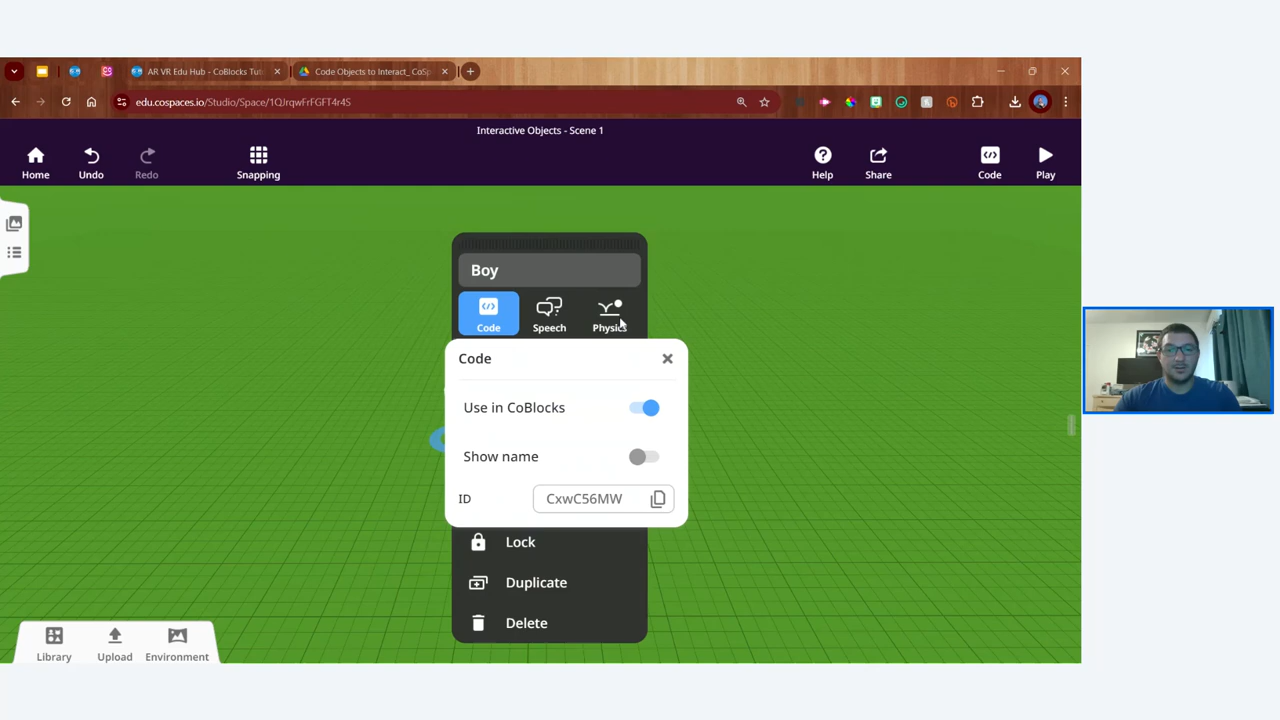 AR VR Edu Hub - CoBlocks Tut
Code Objects to Interact_ CoSp
edu.cospaces.io/Studio/Space/1QJrqwFrFGFT4r4S
Interactive Objects - Scene 1
Home
Undo
Redo
Snapping
Help
Share
Code
Play
Boy
Code
Speech
Physics
Code
Use in CoBlocks
Show name
ID
CxwC56MW
Lock
Duplicate
Delete
Library
Upload
Environment